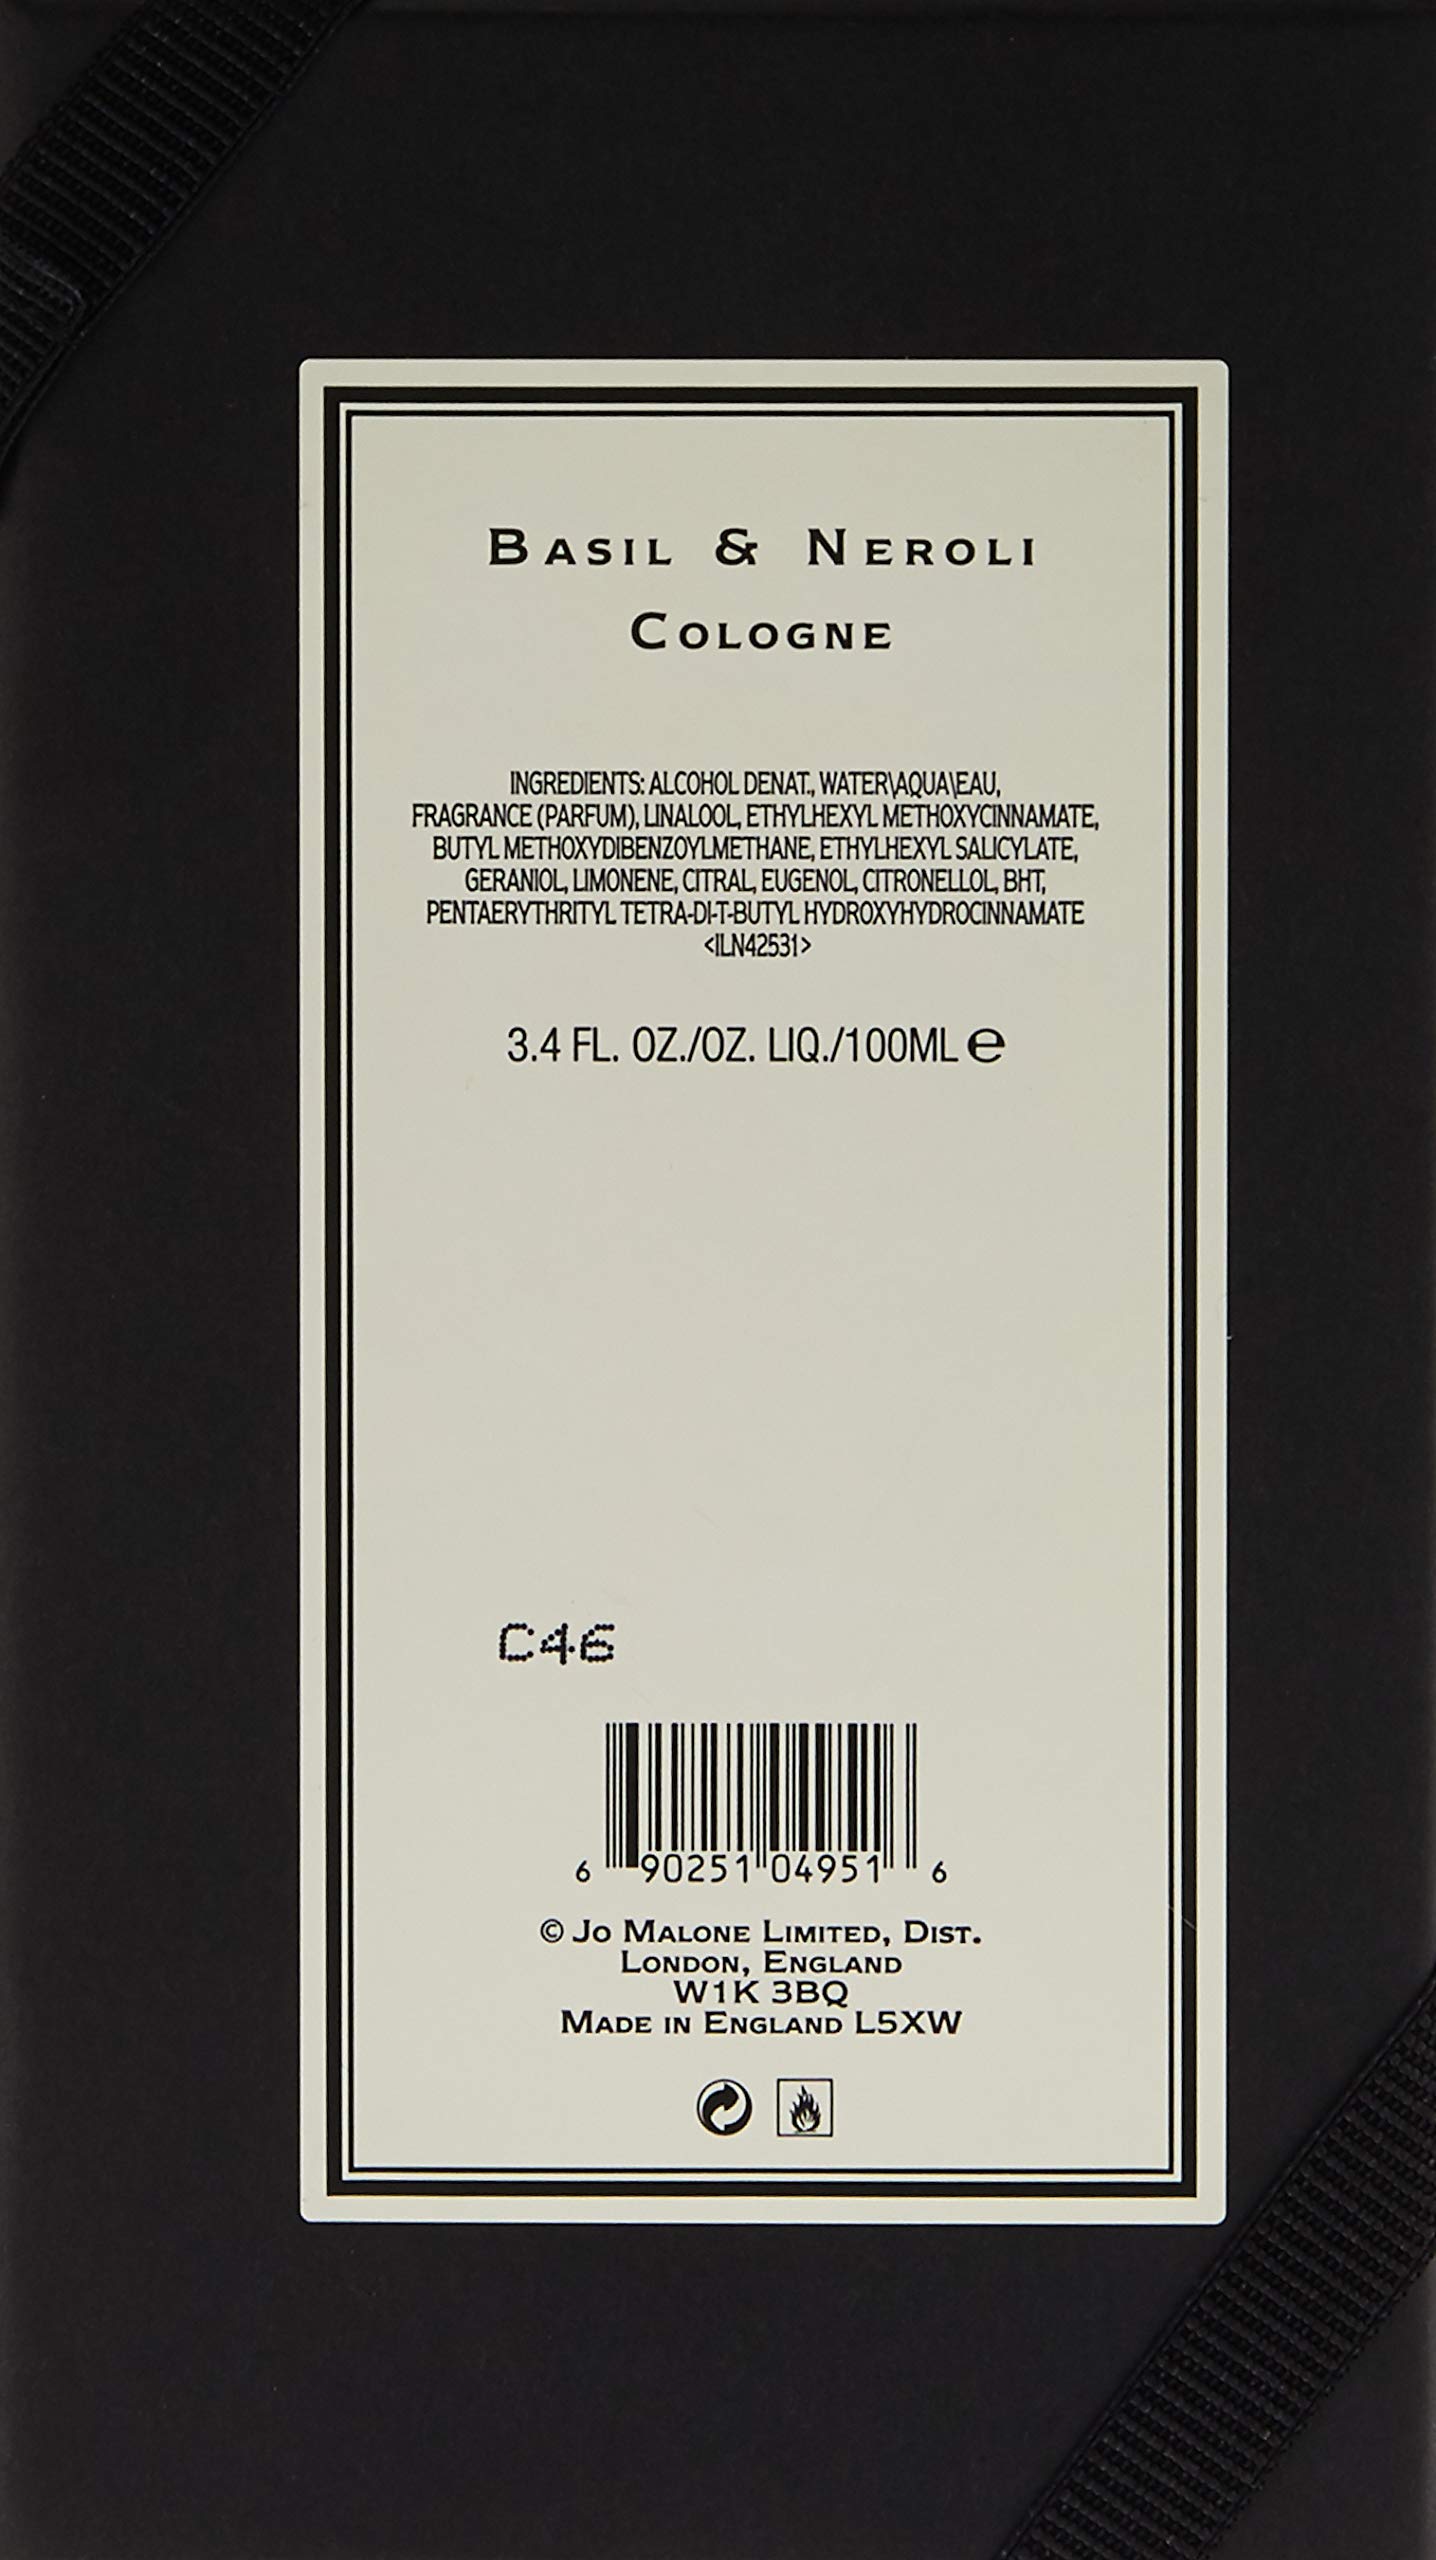 BASIL & NEROLI
COLOGNE
INGREDIENTS: ALCOHOL DENAT., WATER\AQUA\EAU,
FRAGRANCE (PARFUM), LINALOOL, ETHYLHEXYL METHOXYCINNAMATE,
BUTYL METHOXYDIBENZOYLMETHANE, ETHYLHEXYL SALICYLATE,
GERANIOL, LIMONENE, CITRAL, EUGENOL, CITRONELLOL, BHT,
PENTAERYTHRITYL TETRA-DI-T-BUTYL HYDROXYHYDROCINNAMATE
<ILN42531>
3.4 FL. OZ./OZ. LIQ./100ML ℮
C46
6 90251 04951 6
© JO MALONE LIMITED, DIST.
LONDON, ENGLAND
W1K 3BQ
MADE IN ENGLAND L5XW